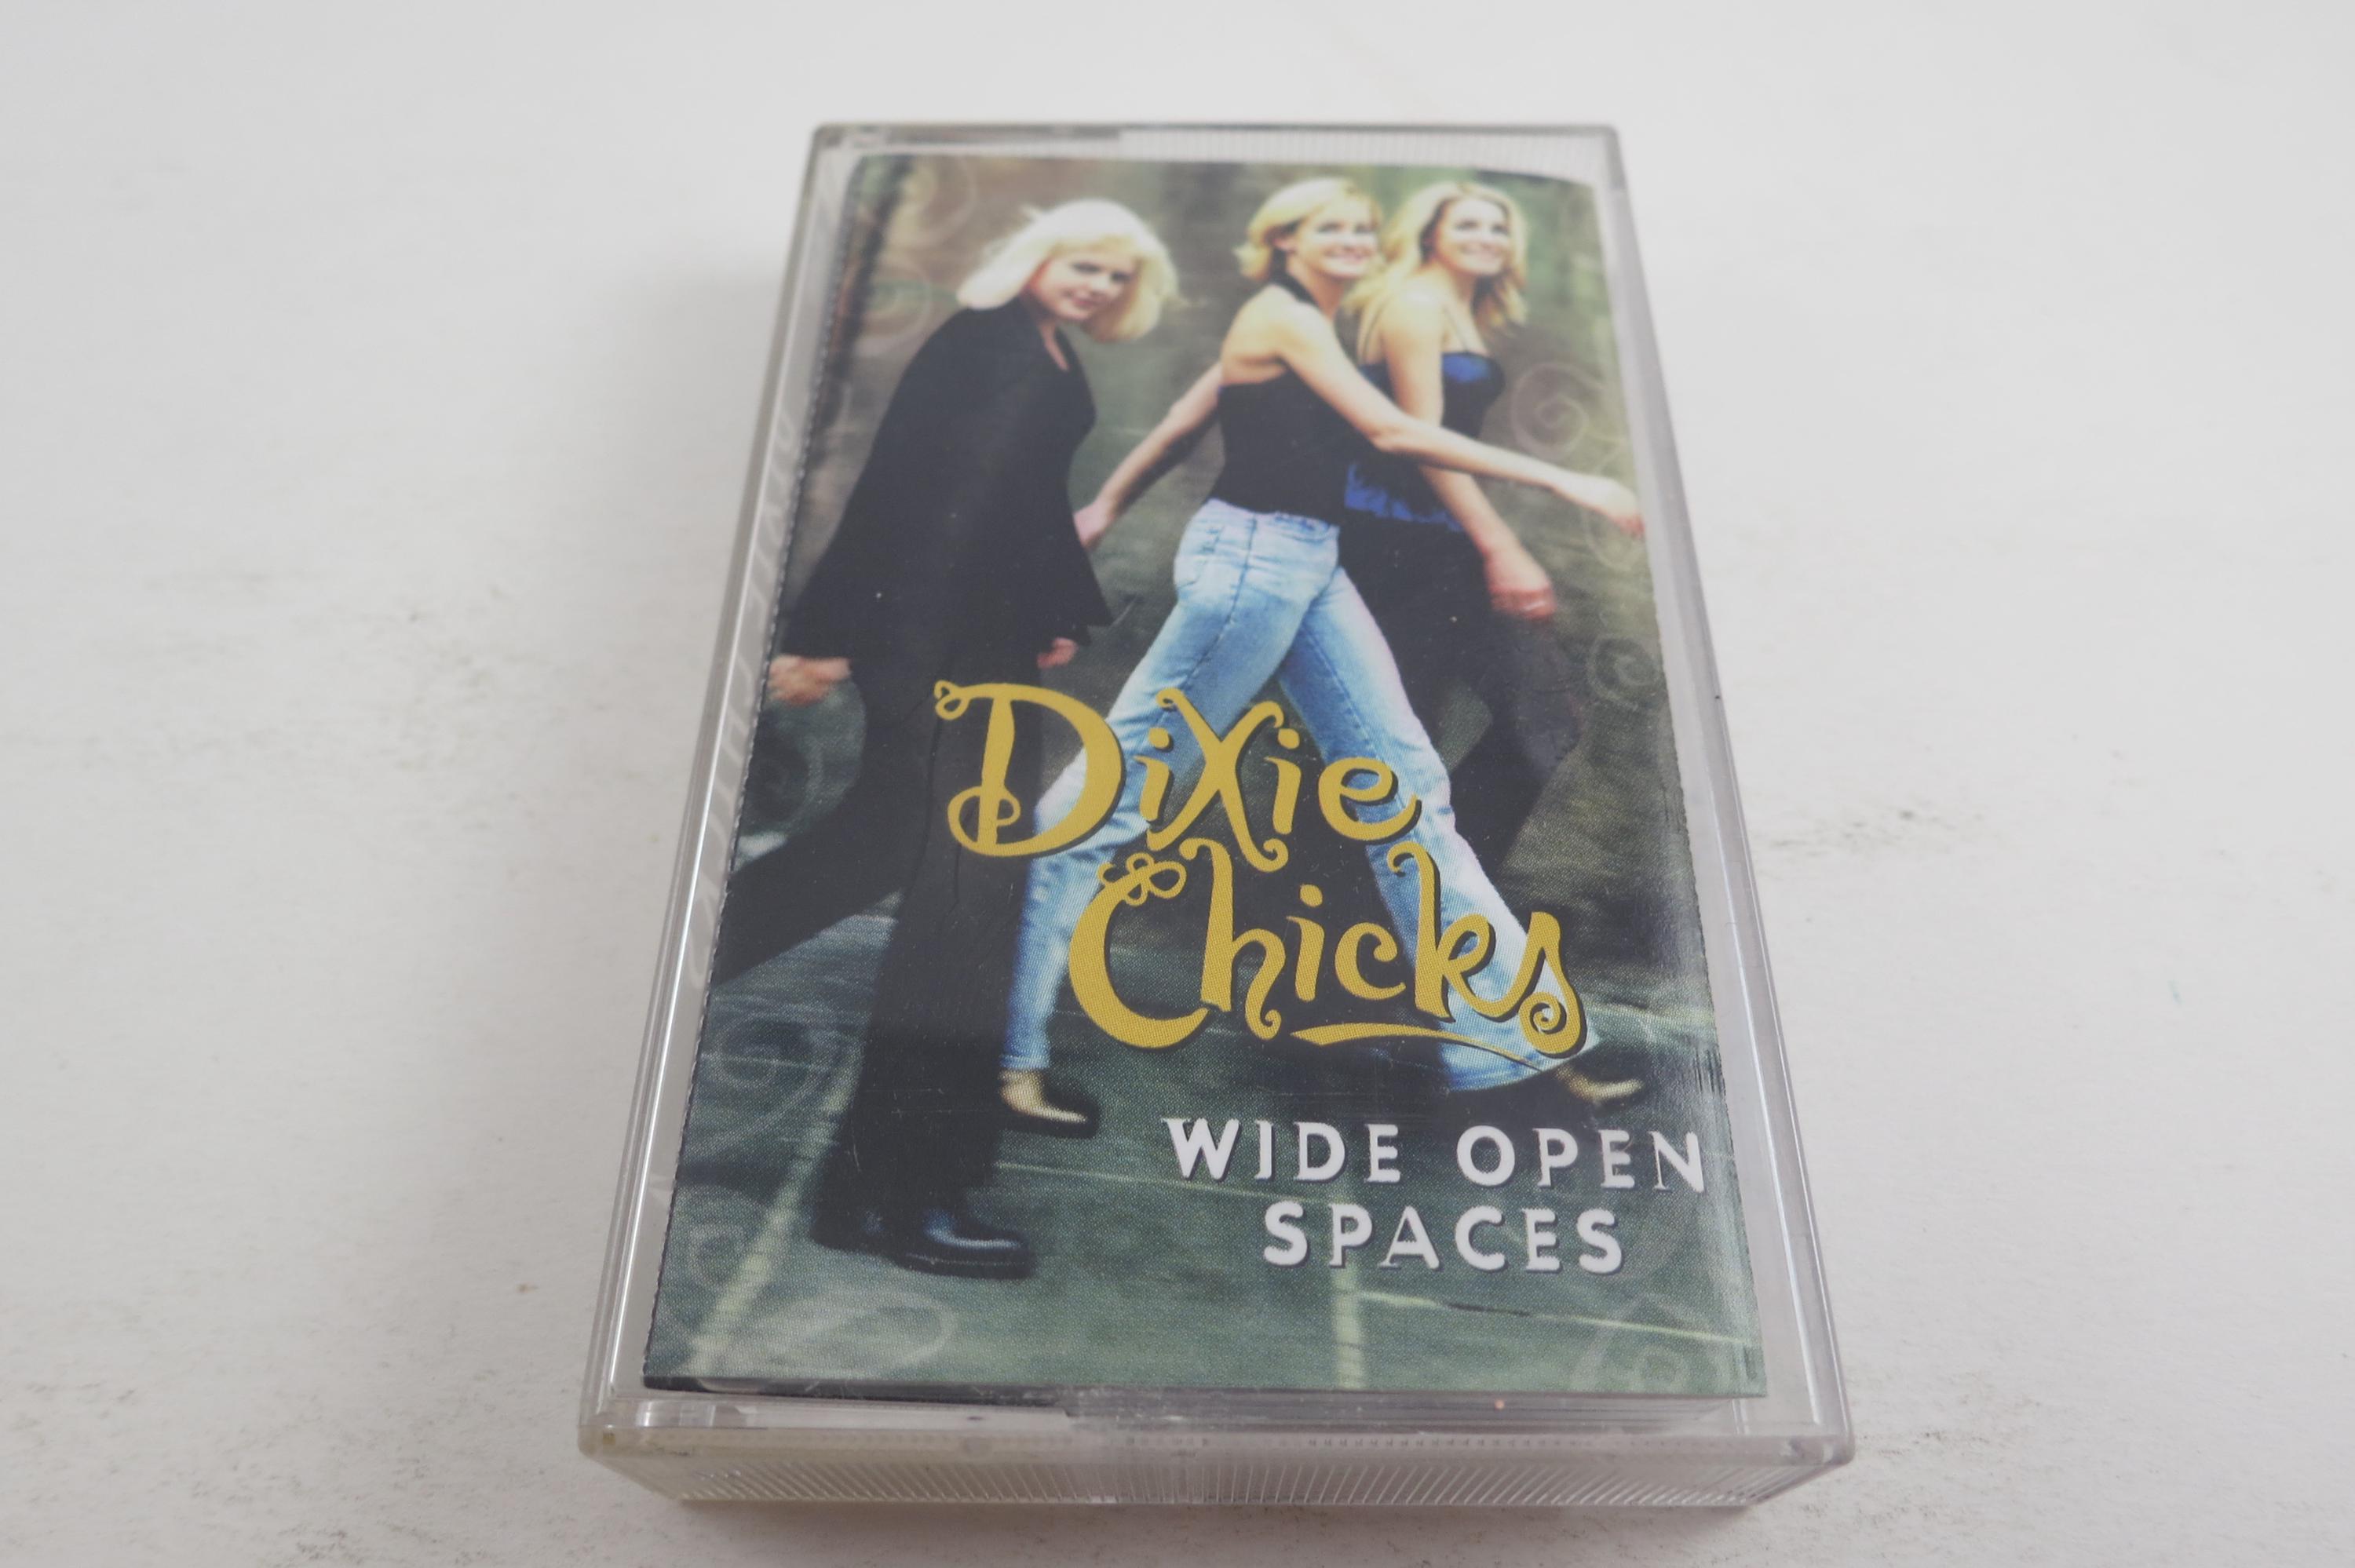 Dixie
Chicks
WIDE OPEN
SPACES